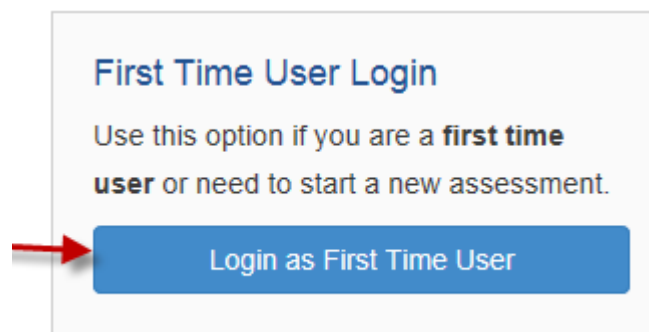 First Time User Login
Use this option if you are a first time
user or need to start a new assessment.
Login as First Time User